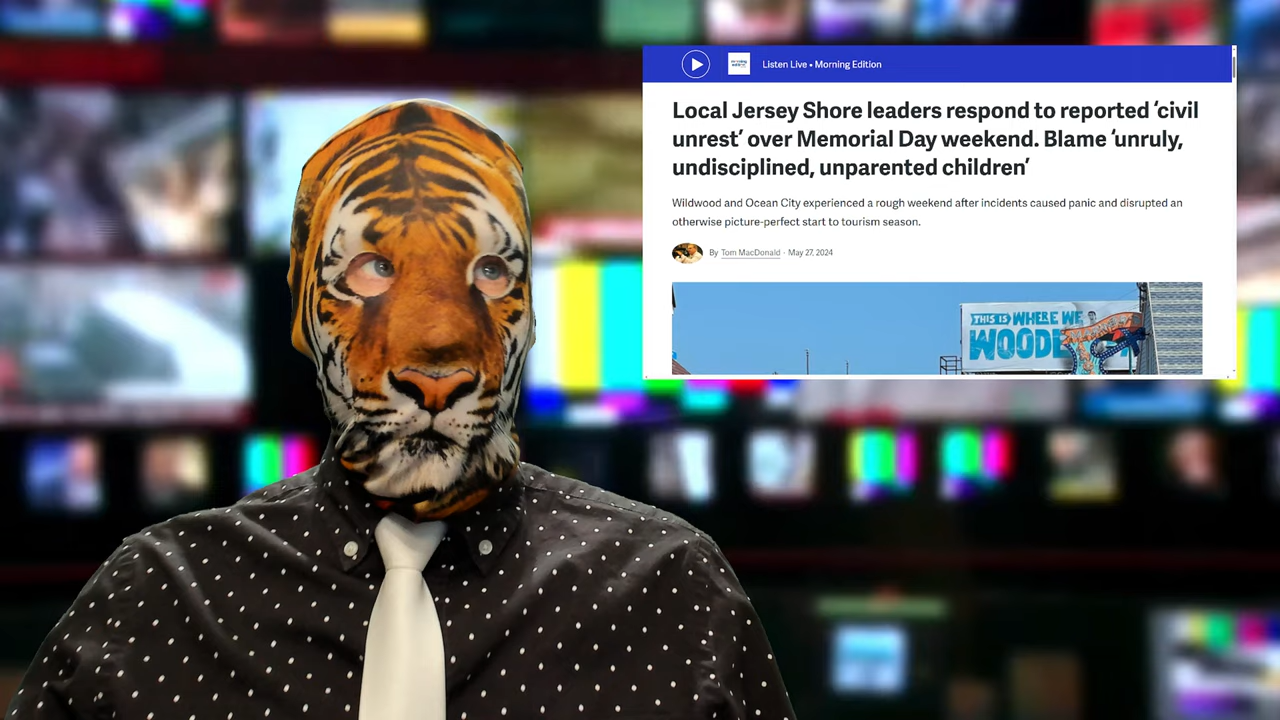 Listen Live • Morning Edition
Local Jersey Shore leaders respond to reported ‘civil
unrest’ over Memorial Day weekend. Blame ‘unruly,
undisciplined, unparented children’
Wildwood and Ocean City experienced a rough weekend after incidents caused panic and disrupted an
otherwise picture-perfect start to tourism season.
By Tom MacDonald · May 27, 2024
THIS IS WHERE WE